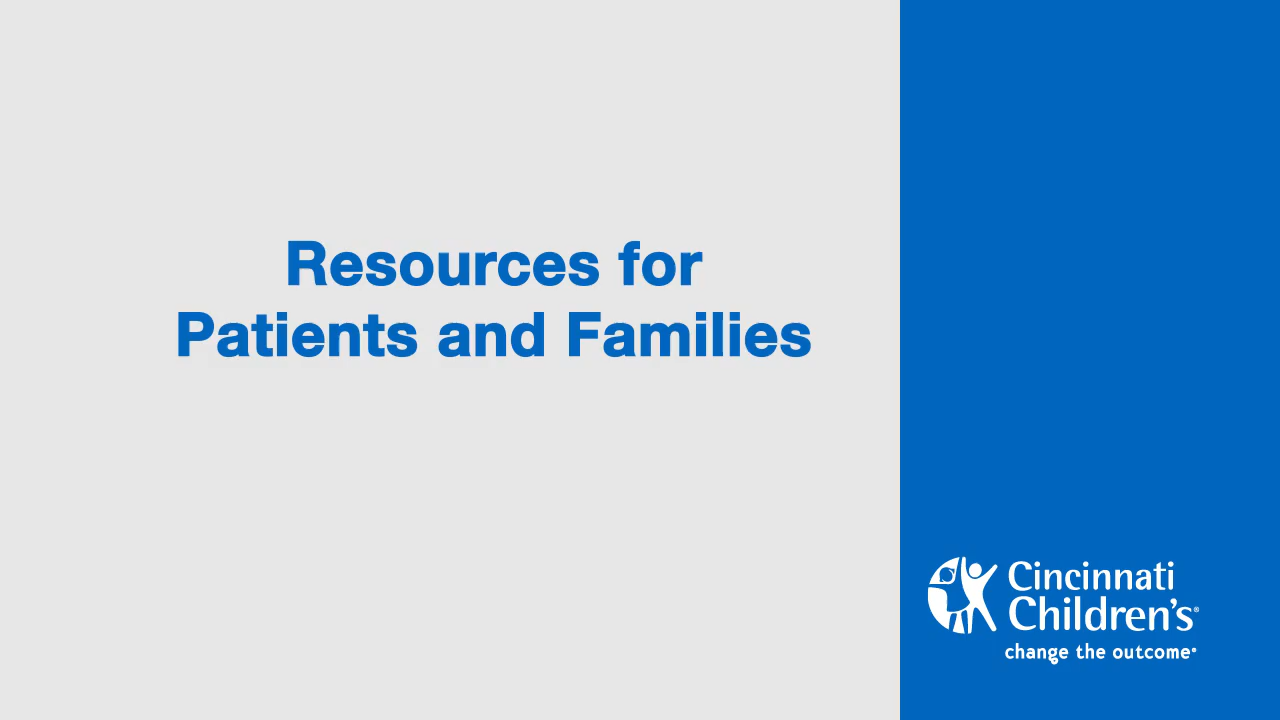 Resources for
Patients and Families
Cincinnati
Children's®
change the outcome®